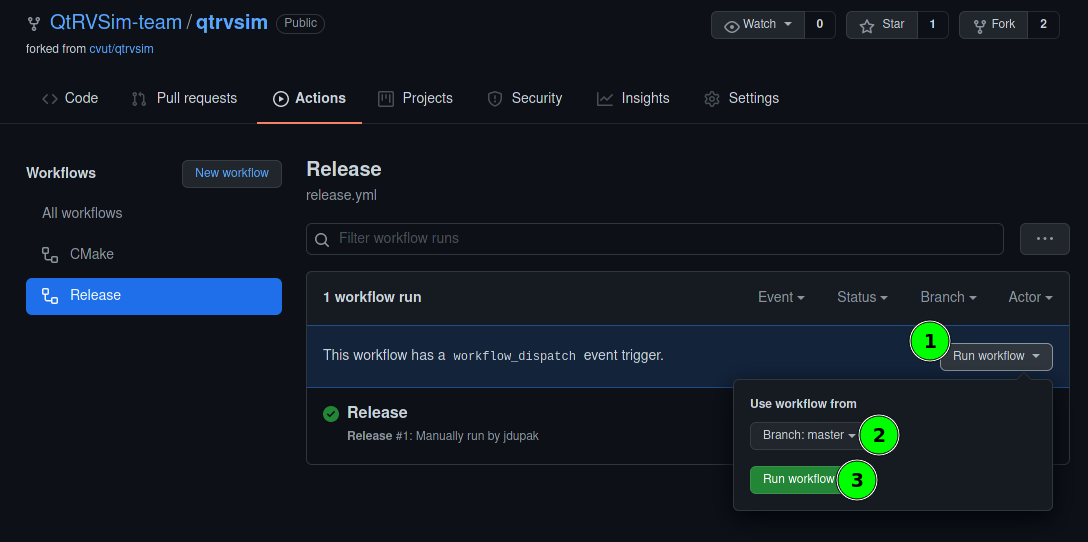 QtRVSim-team / qtrvsim Public
Watch 0 Star 1 Fork 2
forked from cvut/qtrvsim
Code Pull requests Actions Projects Security Insights Settings
Workflows
New workflow
All workflows
CMake
Release
Release
release.yml
Filter workflow runs
...
1 workflow run
Event Status Branch Actor
This workflow has a workflow_dispatch event trigger.
1
Run workflow
Use workflow from
Branch: master
2
Run workflow
3
Release
Release #1: Manually run by jdupak